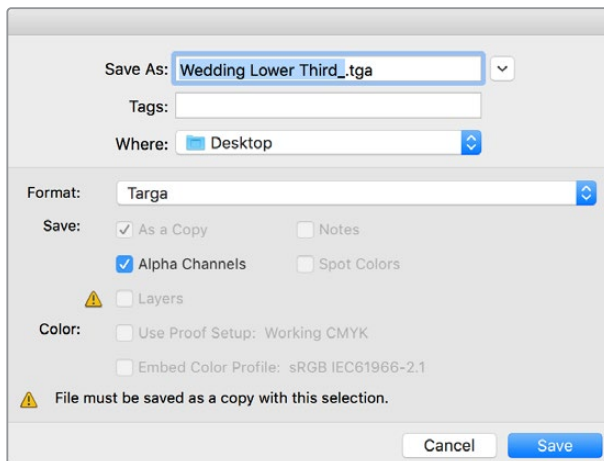 Save As: Wedding Lower Third_.tga
Tags:
Where: Desktop
Format: Targa
Save: As a Copy Notes
Alpha Channels Spot Colors
Layers
Color: Use Proof Setup: Working CMYK
Embed Color Profile: sRGB IEC61966-2.1
File must be saved as a copy with this selection.
Cancel Save